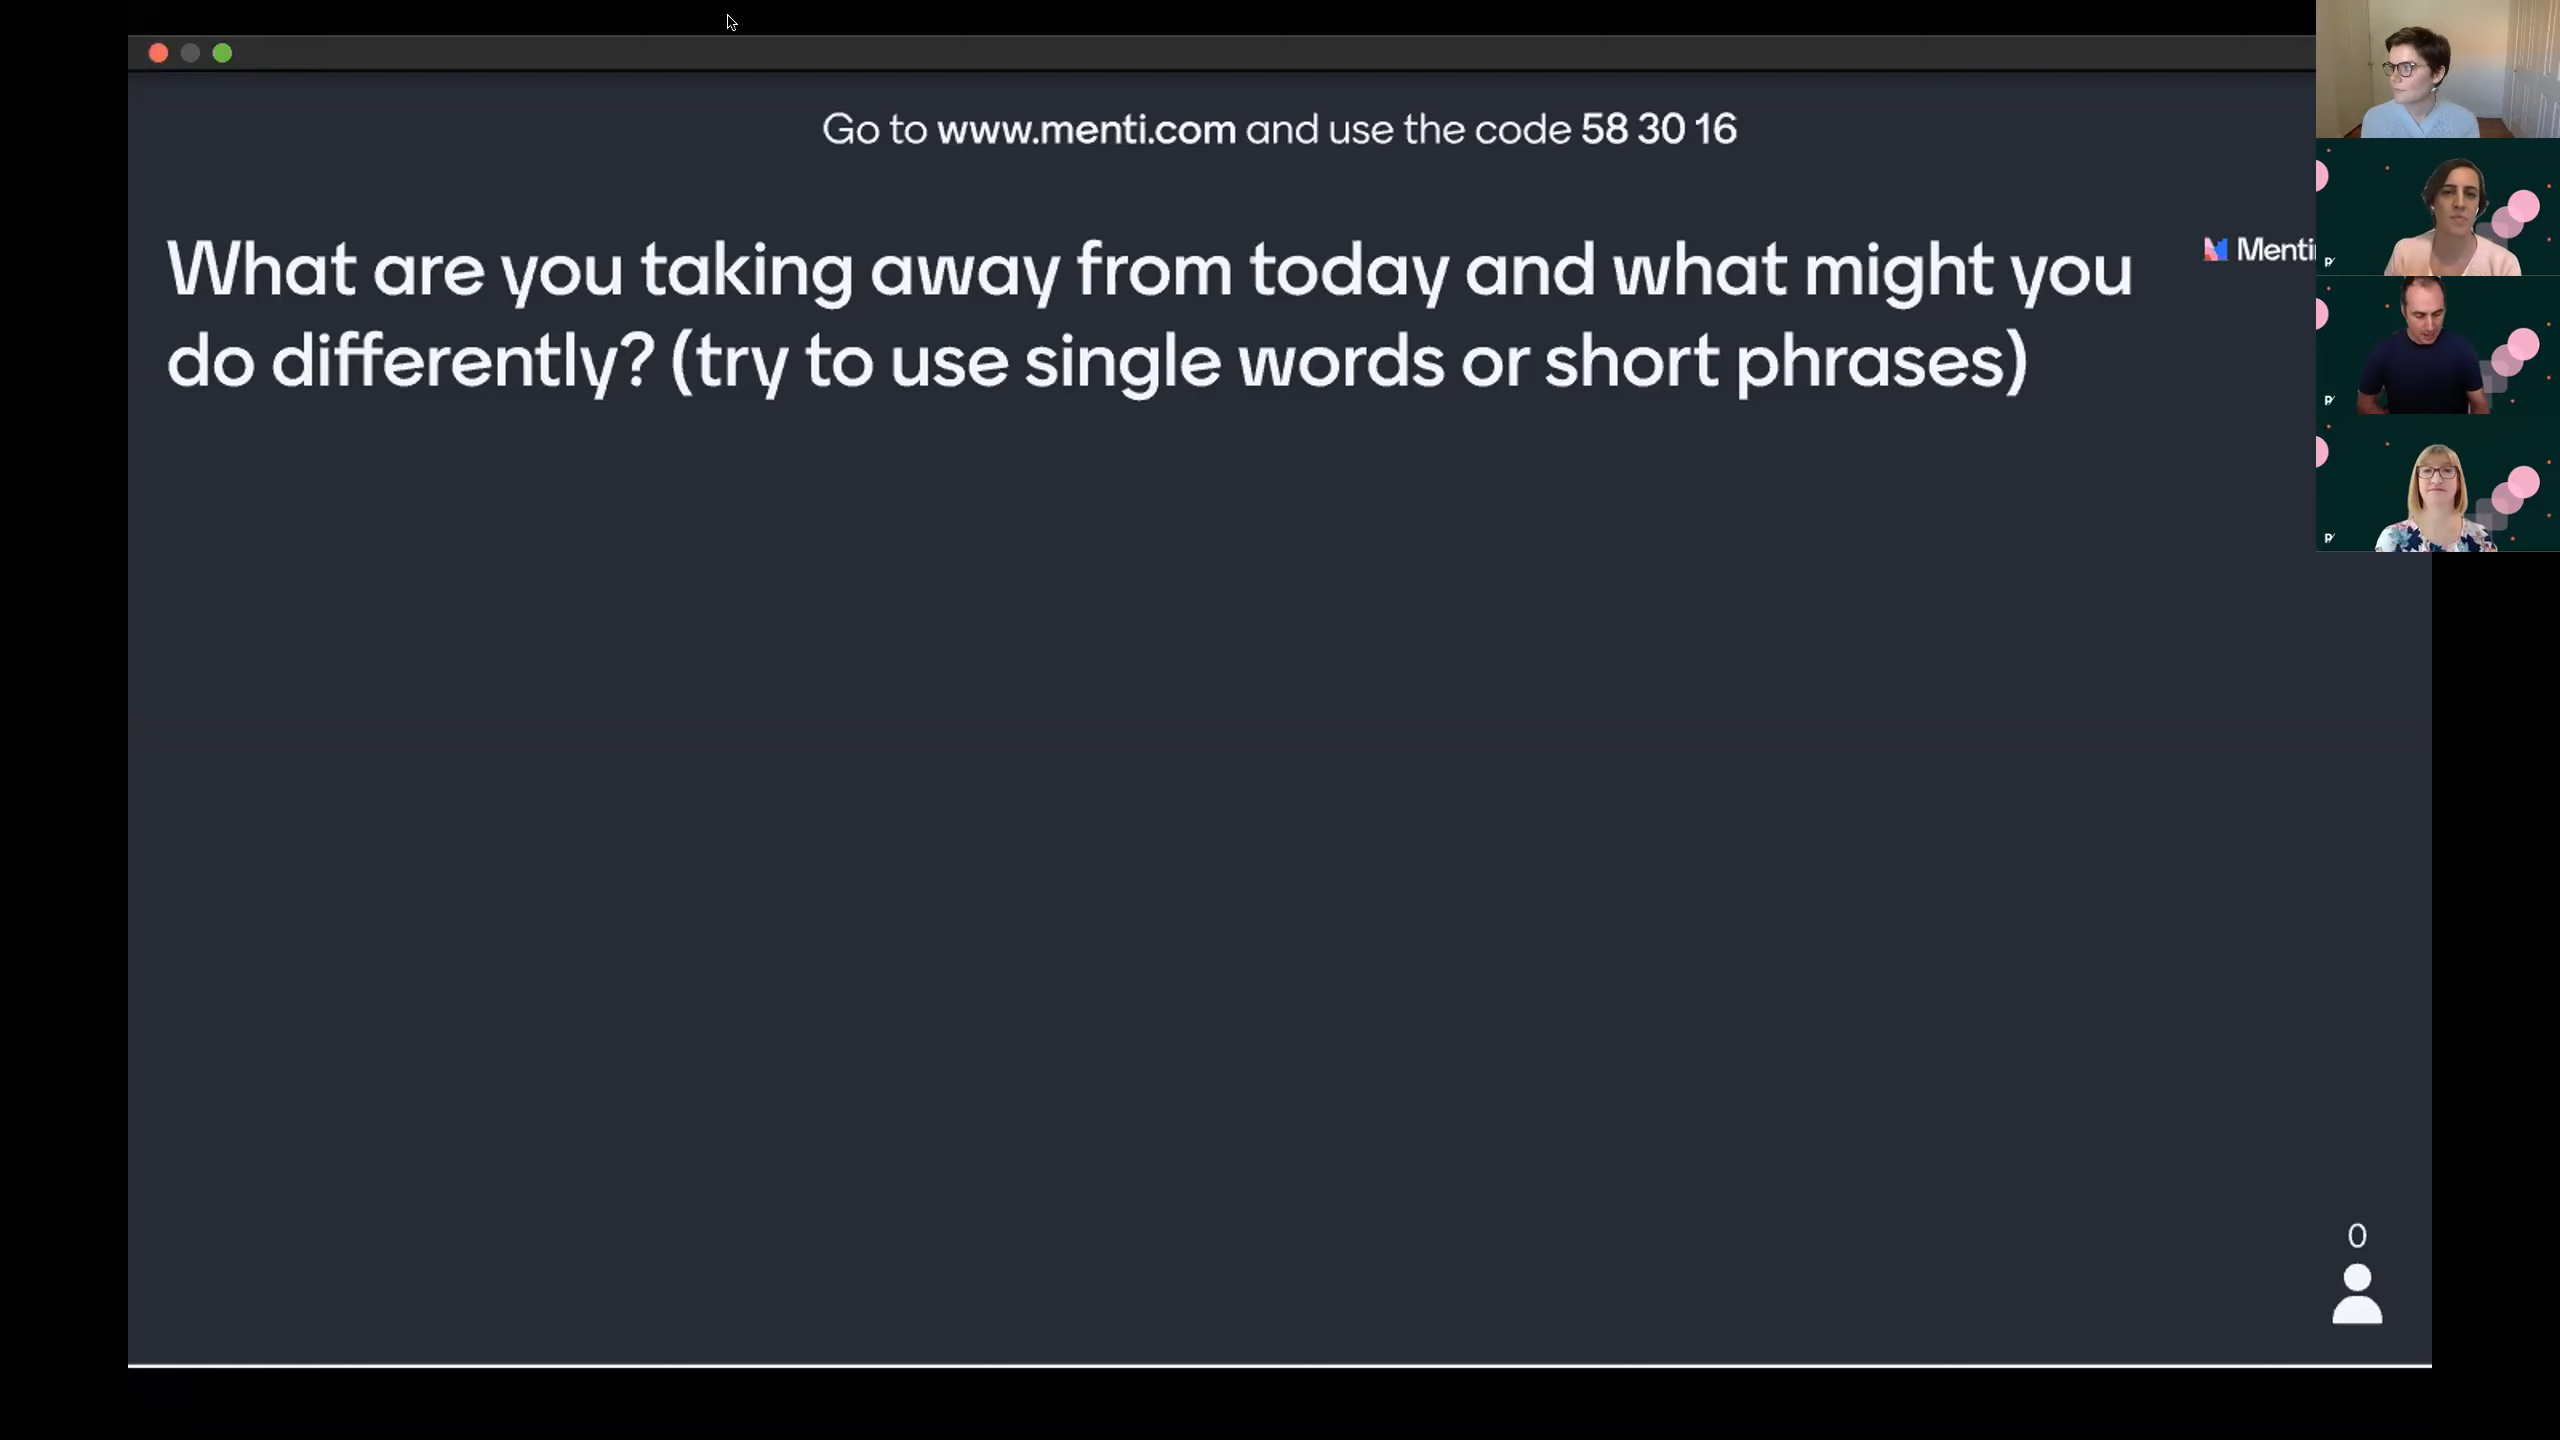 Go to www.menti.com and use the code 58 30 16
What are you taking away from today and what might you
do differently? (try to use single words or short phrases)
Menti
0